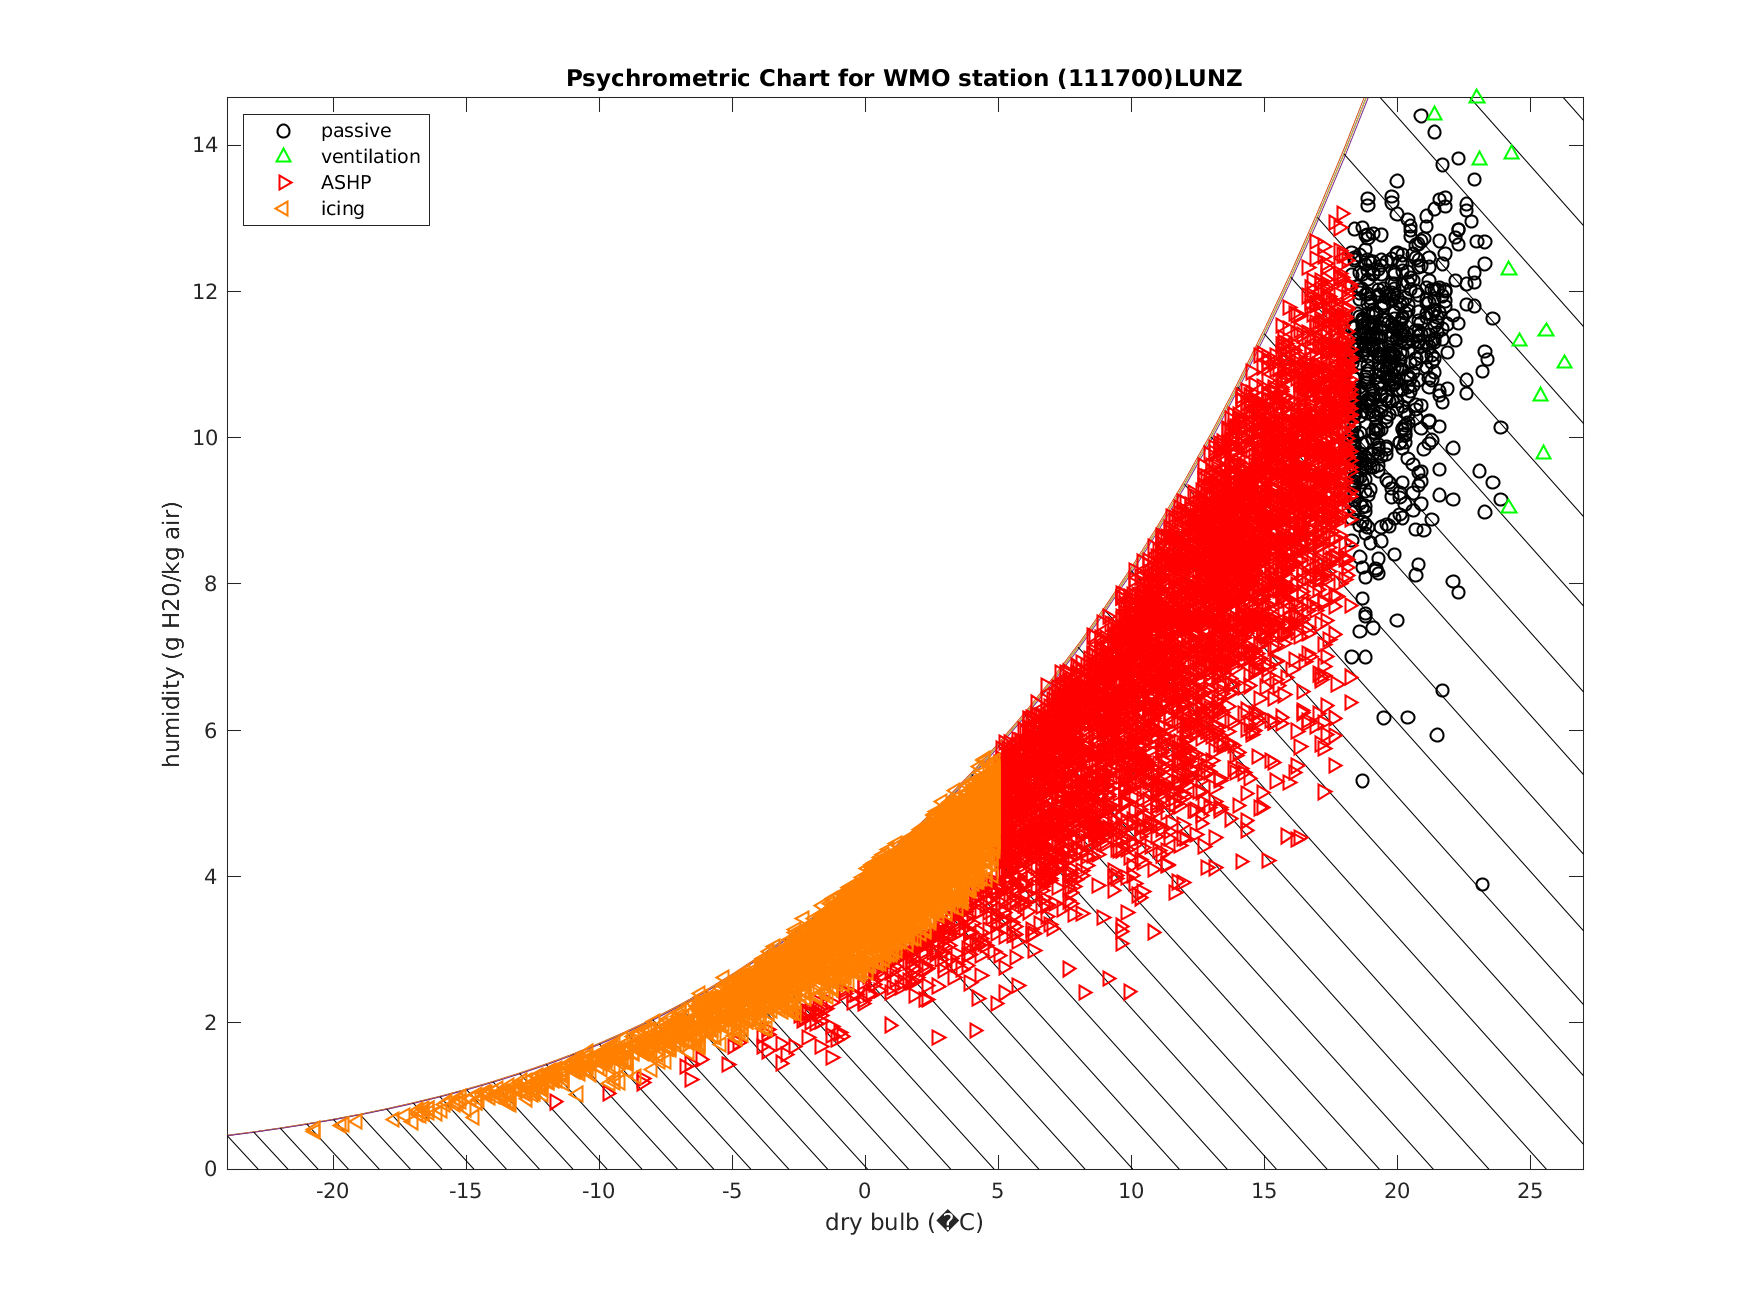 Psychrometric Chart for WMO station (111700)LUNZ
passive
ventilation
ASHP
icing
humidity (g H20/kg air)
14
12
10
8
6
4
2
0
-20 -15 -10 -5 0 5 10 15 20 25
dry bulb (�C)